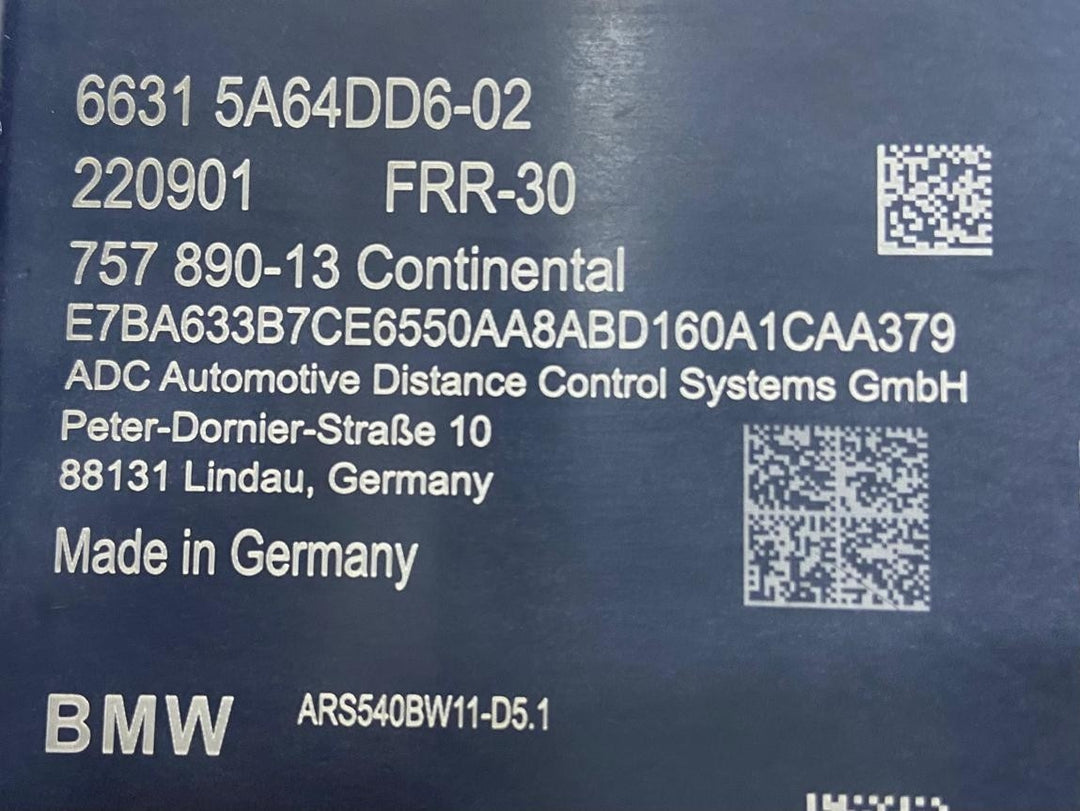 6631 5A64DD6-02
220901 FRR-30
757 890-13 Continental
E7BA633B7CE6550AA8ABD160A1CAA379
ADC Automotive Distance Control Systems GmbH
Peter-Dornier-Straße 10
88131 Lindau, Germany
Made in Germany
BMW ARS540BW11-D5.1